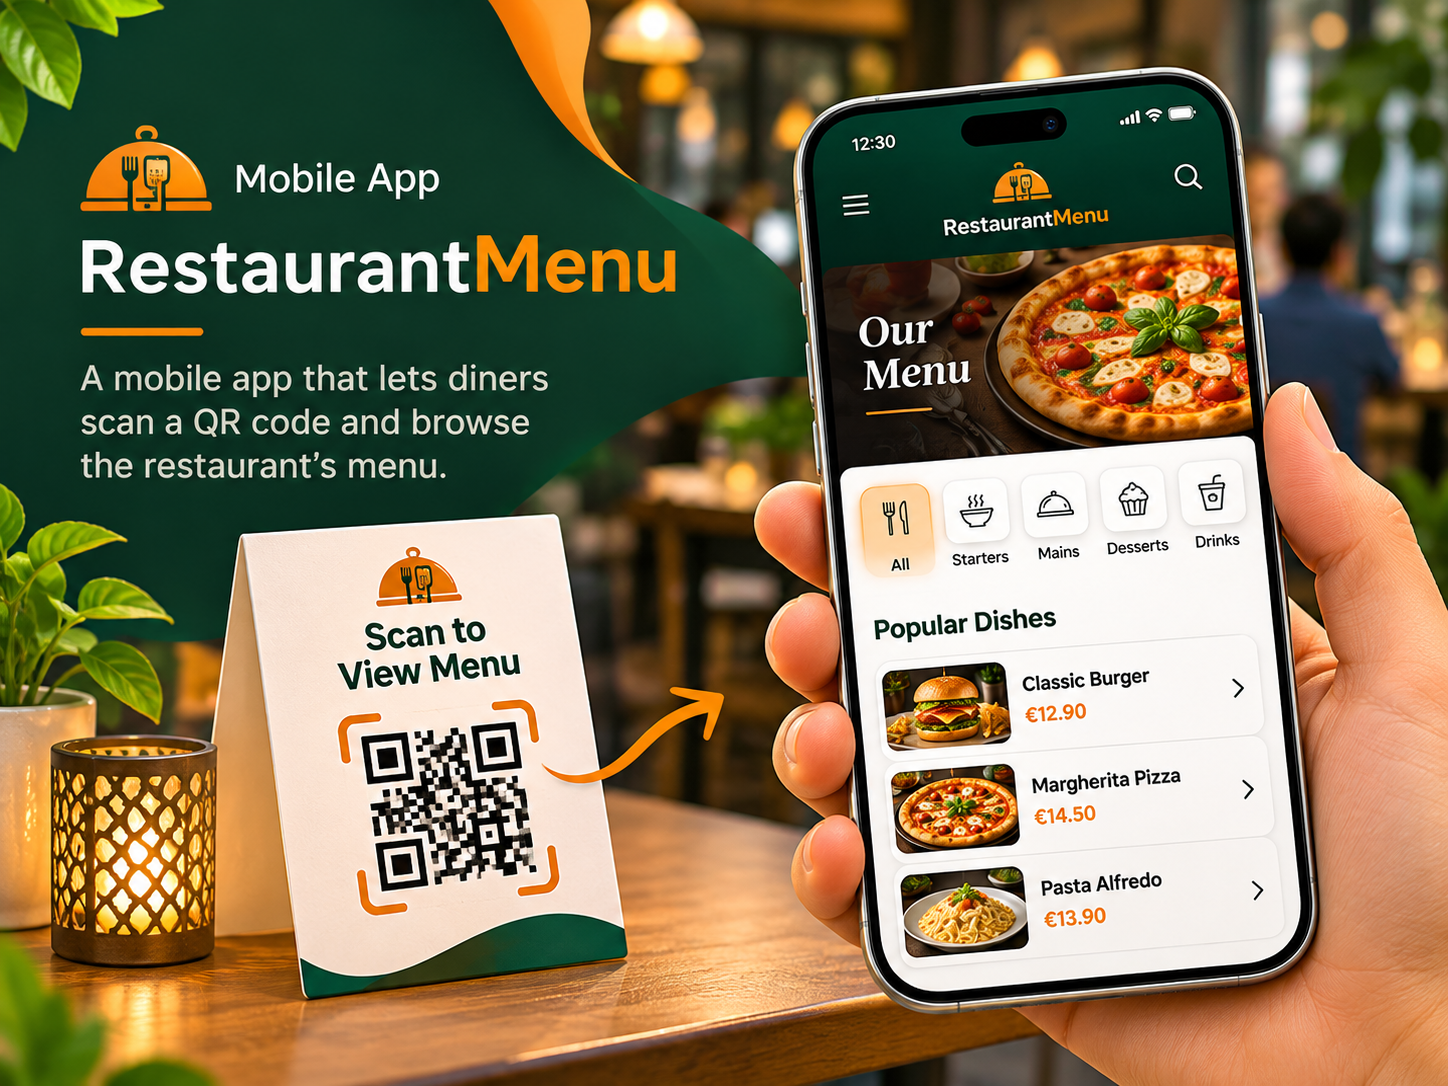 Mobile App
RestaurantMenu
A mobile app that lets diners
scan a QR code and browse
the restaurant's menu.
Scan to
View Menu
12:30
RestaurantMenu
Our
Menu
All
Starters
Mains
Desserts
Drinks
Popular Dishes
Classic Burger
€12.90
Margherita Pizza
€14.50
Pasta Alfredo
€13.90